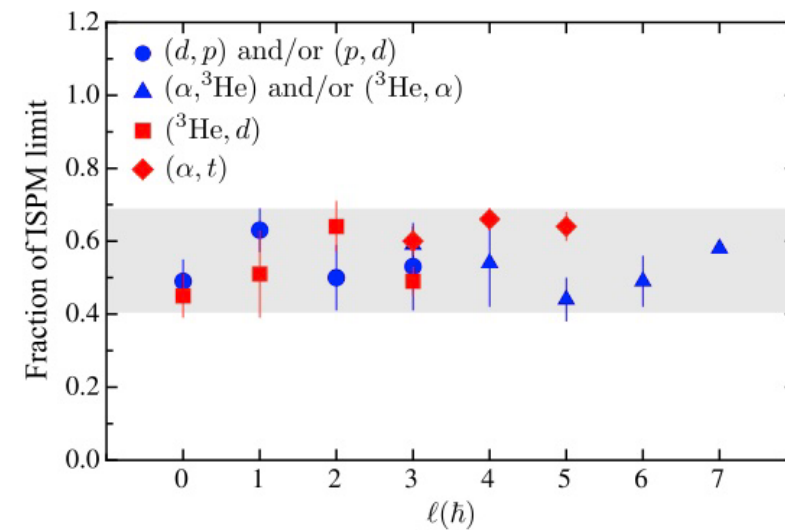 Fraction of ISPM limit
1.2
1.0
0.8
0.6
0.4
0.2
0.0
(d, p) and/or (p, d)
(α,³He) and/or (³He, α)
(³He, d)
(α, t)
0 1 2 3 4 5 6 7
ℓ(ħ)